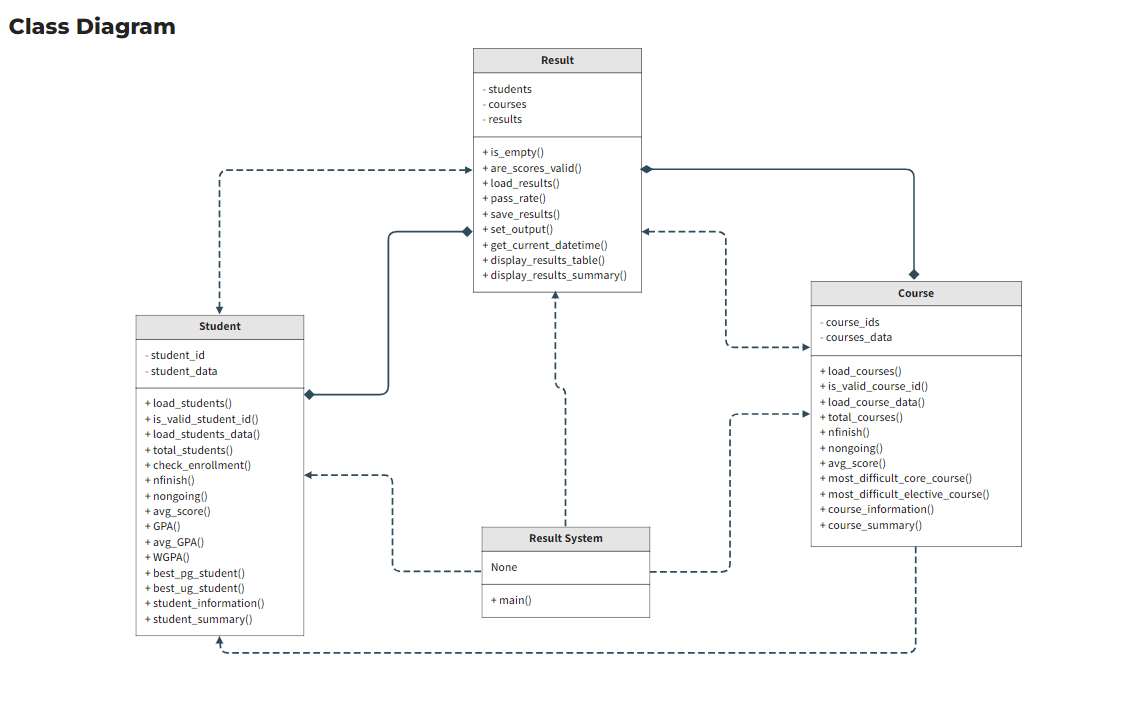 Class Diagram
Result
- students
- courses
- results
+ is_empty()
+ are_scores_valid()
+ load_results()
+ pass_rate()
+ save_results()
+ set_output()
+ get_current_datetime()
+ display_results_table()
+ display_results_summary()
Student
- student_id
- student_data
+ load_students()
+ is_valid_student_id()
+ load_students_data()
+ total_students()
+ check_enrollment()
+ nfinish()
+ nongoing()
+ avg_score()
+ GPA()
+ avg_GPA()
+ WGPA()
+ best_pg_student()
+ best_ug_student()
+ student_information()
+ student_summary()
Result System
None
+ main()
Course
- course_ids
- courses_data
+ load_courses()
+ is_valid_course_id()
+ load_course_data()
+ total_courses()
+ nfinish()
+ nongoing()
+ avg_score()
+ most_difficult_core_course()
+ most_difficult_elective_course()
+ course_information()
+ course_summary()